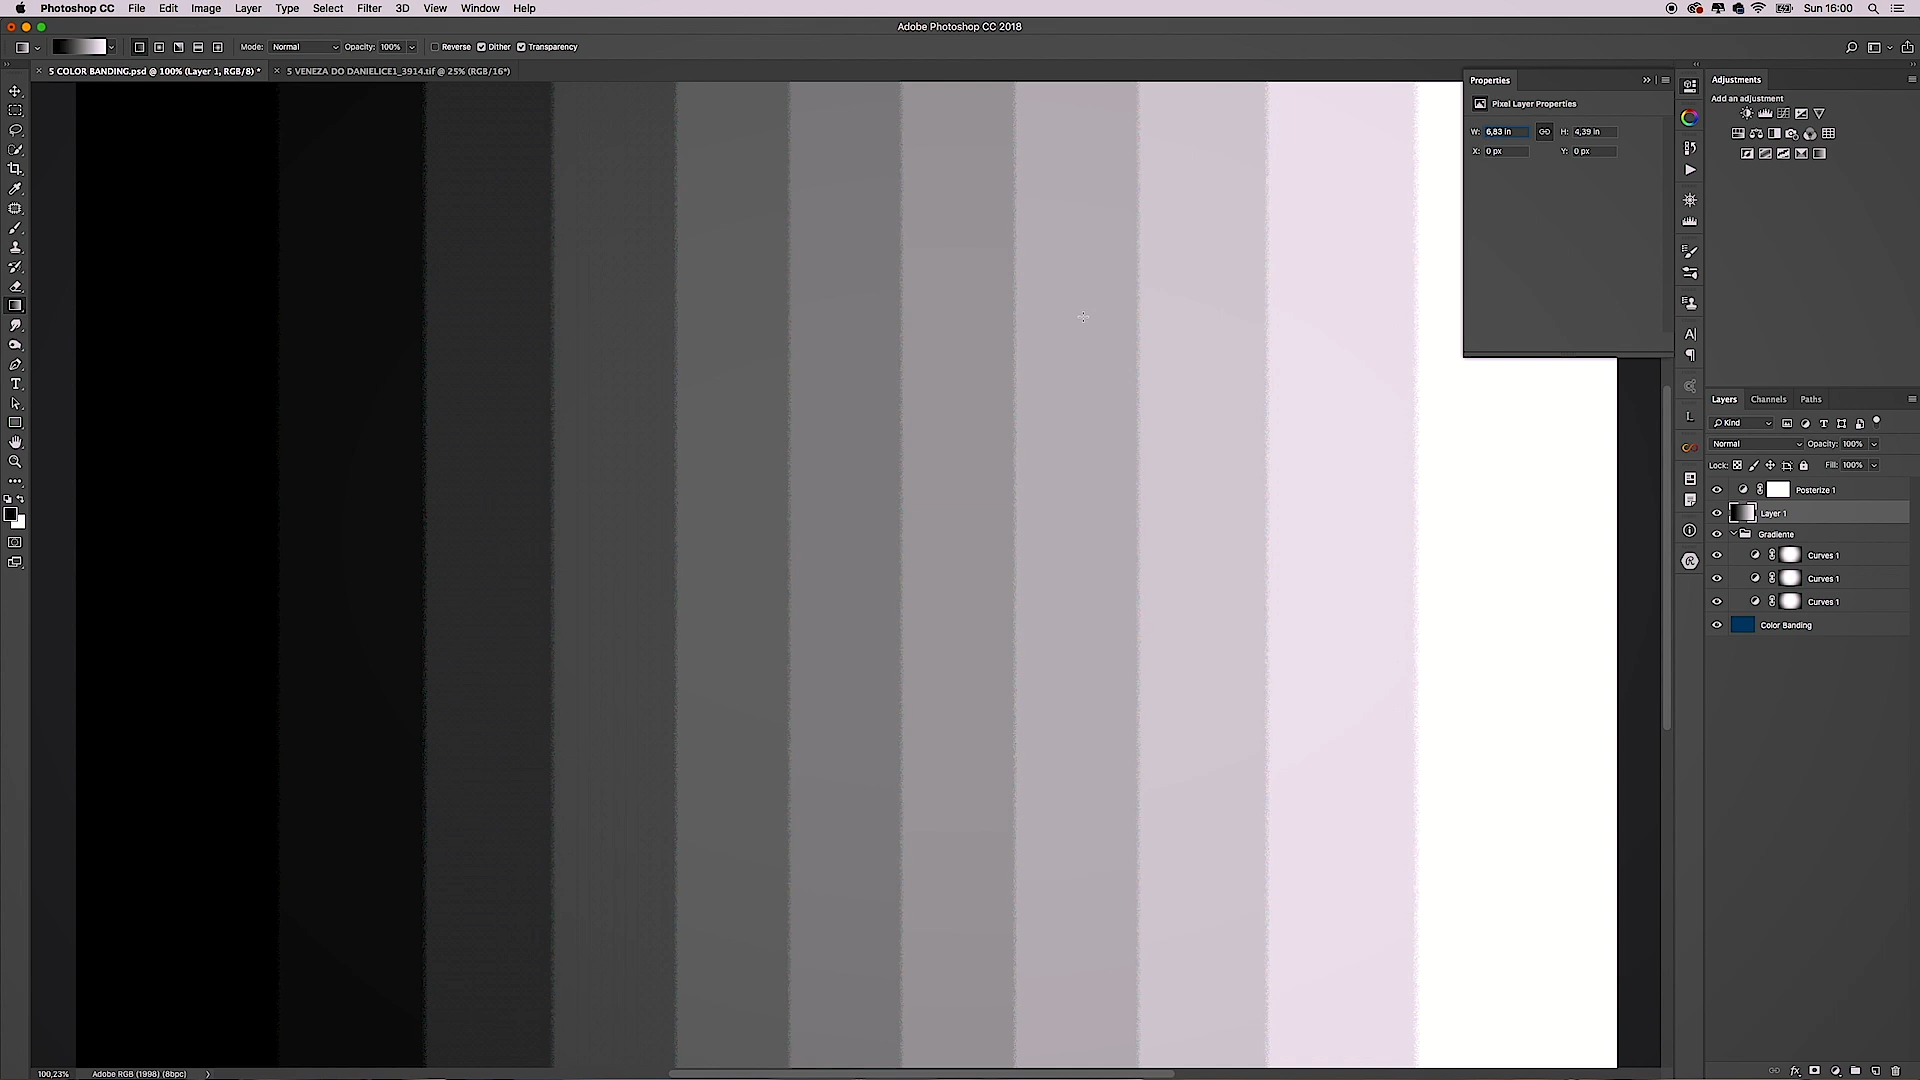 Photoshop CC File Edit Image Layer Type Select Filter 3D View Window Help Sun 16:00
Adobe Photoshop CC 2018
Mode: Normal Opacity: 100% Reverse Dither Transparency
× 5 COLOR BANDING.psd @ 100% (Layer 1, RGB/8) * × 5 VENEZA DO DANIELICE1_3914.tif @ 25% (RGB/16*)
Properties
Pixel Layer Properties
W: 6,83 in H: 4,39 in
X: 0 px Y: 0 px
Adjustments
Add an adjustment
Layers Channels Paths
Kind
Normal Opacity: 100%
Lock: Fill: 100%
Posterize 1
Layer 1
Gradiente
Curves 1
Curves 1
Curves 1
Color Banding
100,23% Adobe RGB (1998) (8bpc)